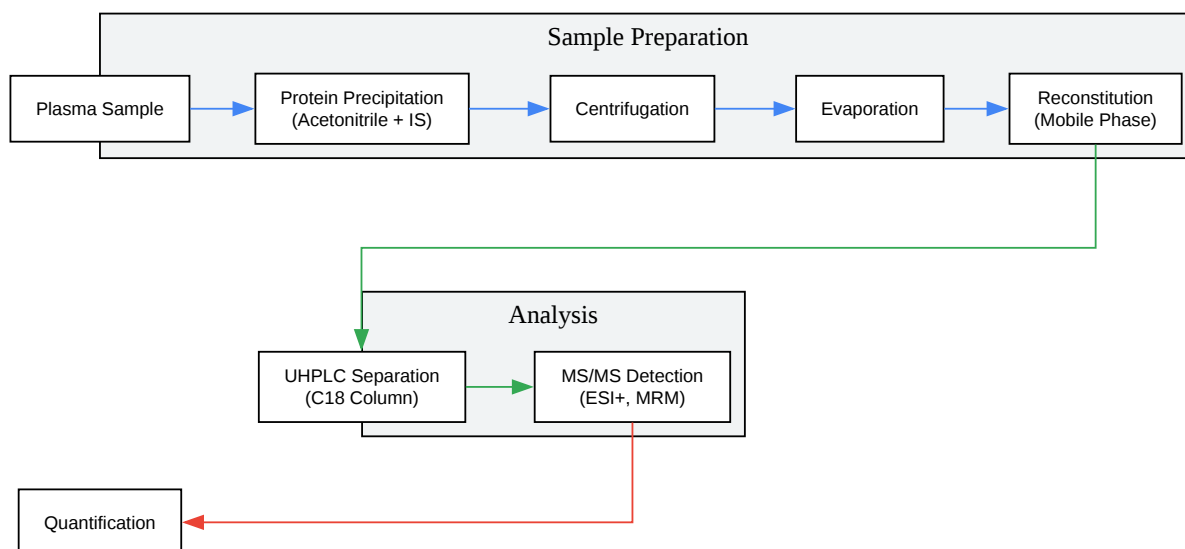 Sample Preparation
Plasma Sample
Protein Precipitation
(Acetonitrile + IS)
Centrifugation
Evaporation
Reconstitution
(Mobile Phase)
Analysis
UHPLC Separation
(C18 Column)
MS/MS Detection
(ESI+, MRM)
Quantification